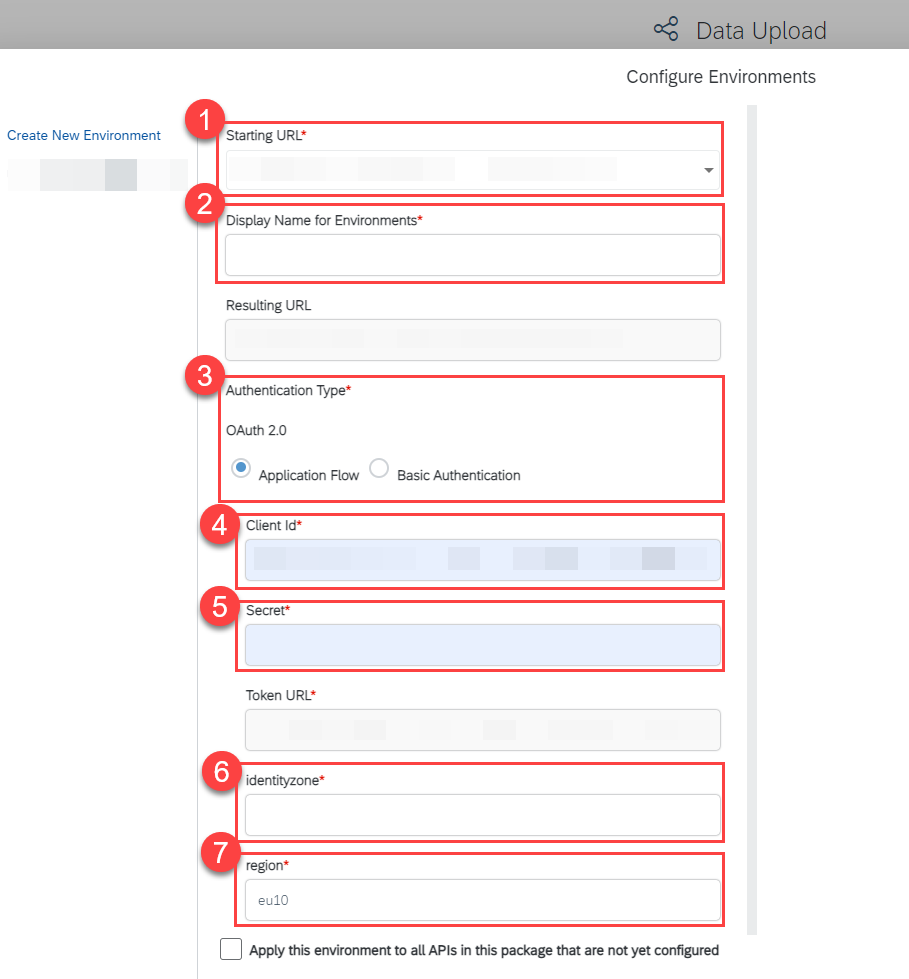 Data Upload
Configure Environments
Create New Environment
1
Starting URL*
2
Display Name for Environments*
Resulting URL
3
Authentication Type*
OAuth 2.0
Application Flow Basic Authentication
4
Client Id*
5
Secret*
Token URL*
6
identityzone*
7
region*
eu10
Apply this environment to all APIs in this package that are not yet configured